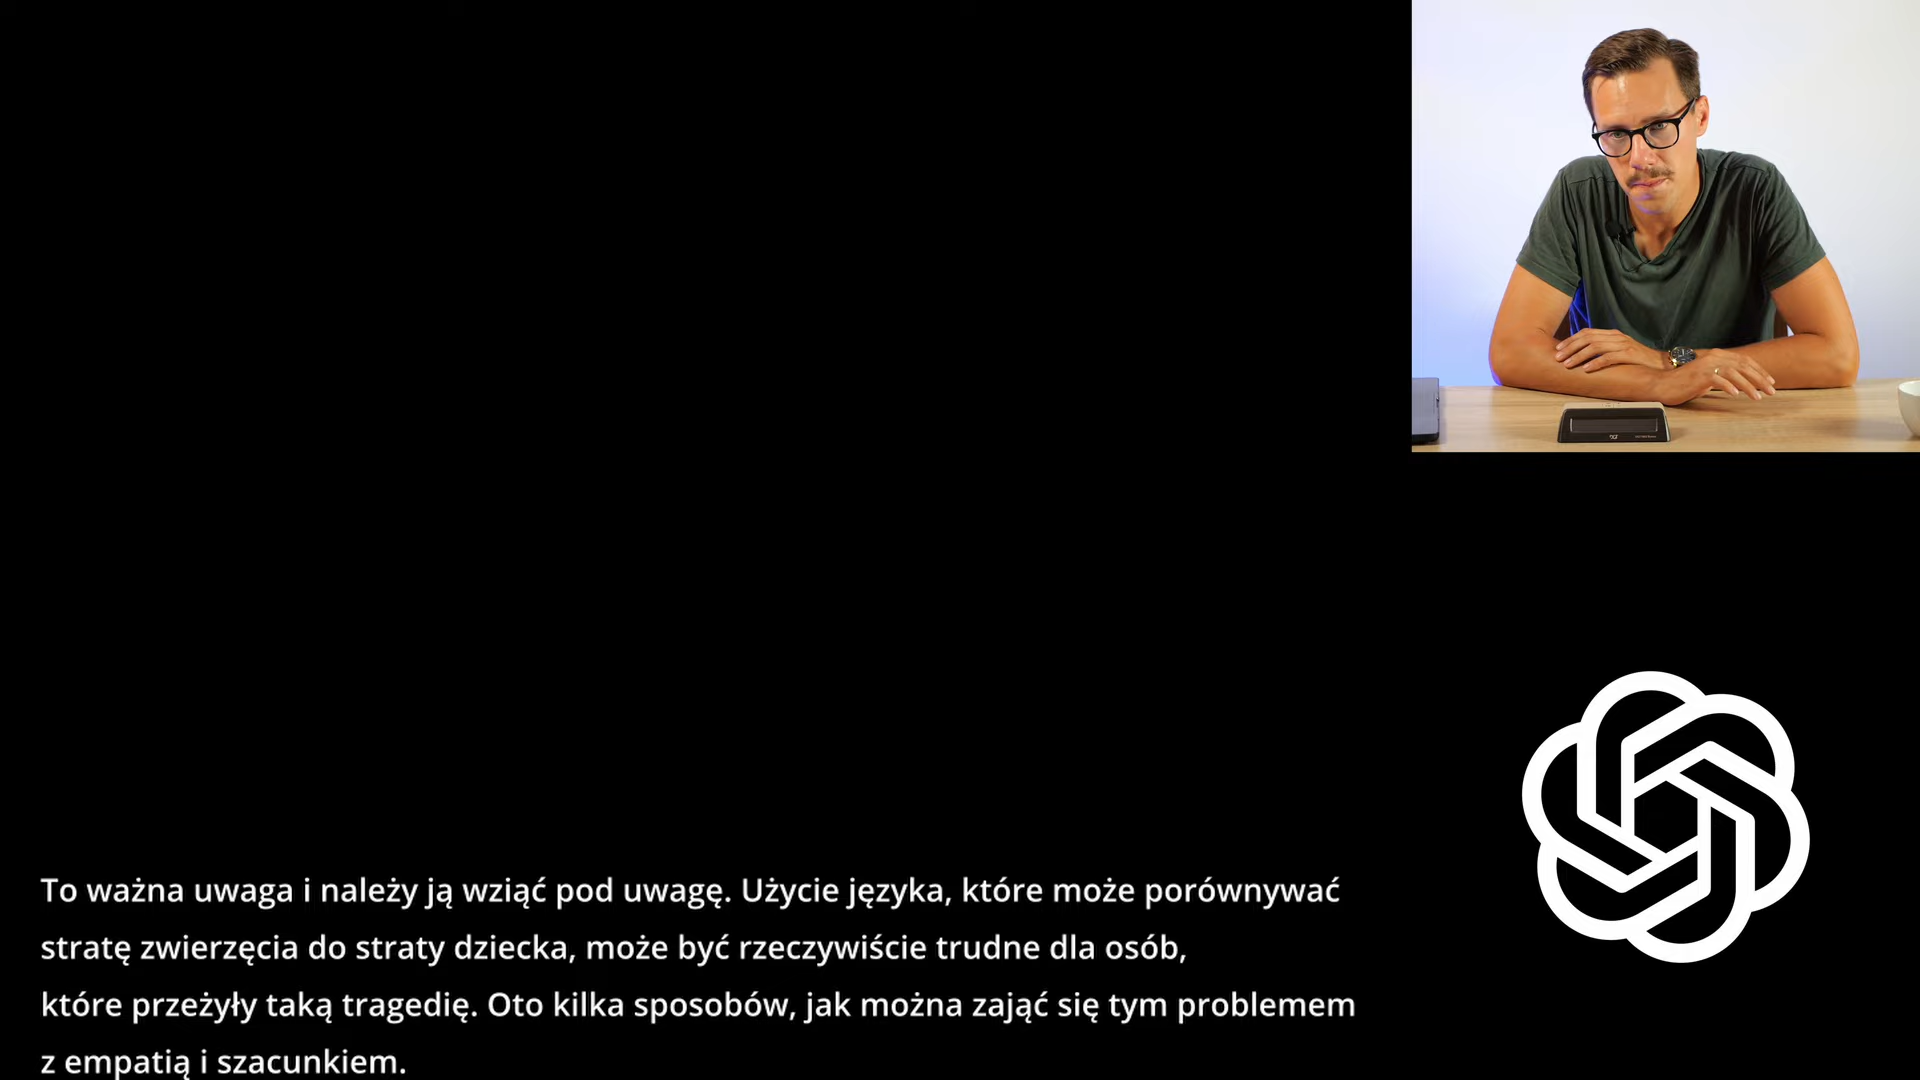 To ważna uwaga i należy ją wziąć pod uwagę. Użycie języka, które może porównywać
stratę zwierzęcia do straty dziecka, może być rzeczywiście trudne dla osób,
które przeżyły taką tragedię. Oto kilka sposobów, jak można zająć się tym problemem
z empatią i szacunkiem.